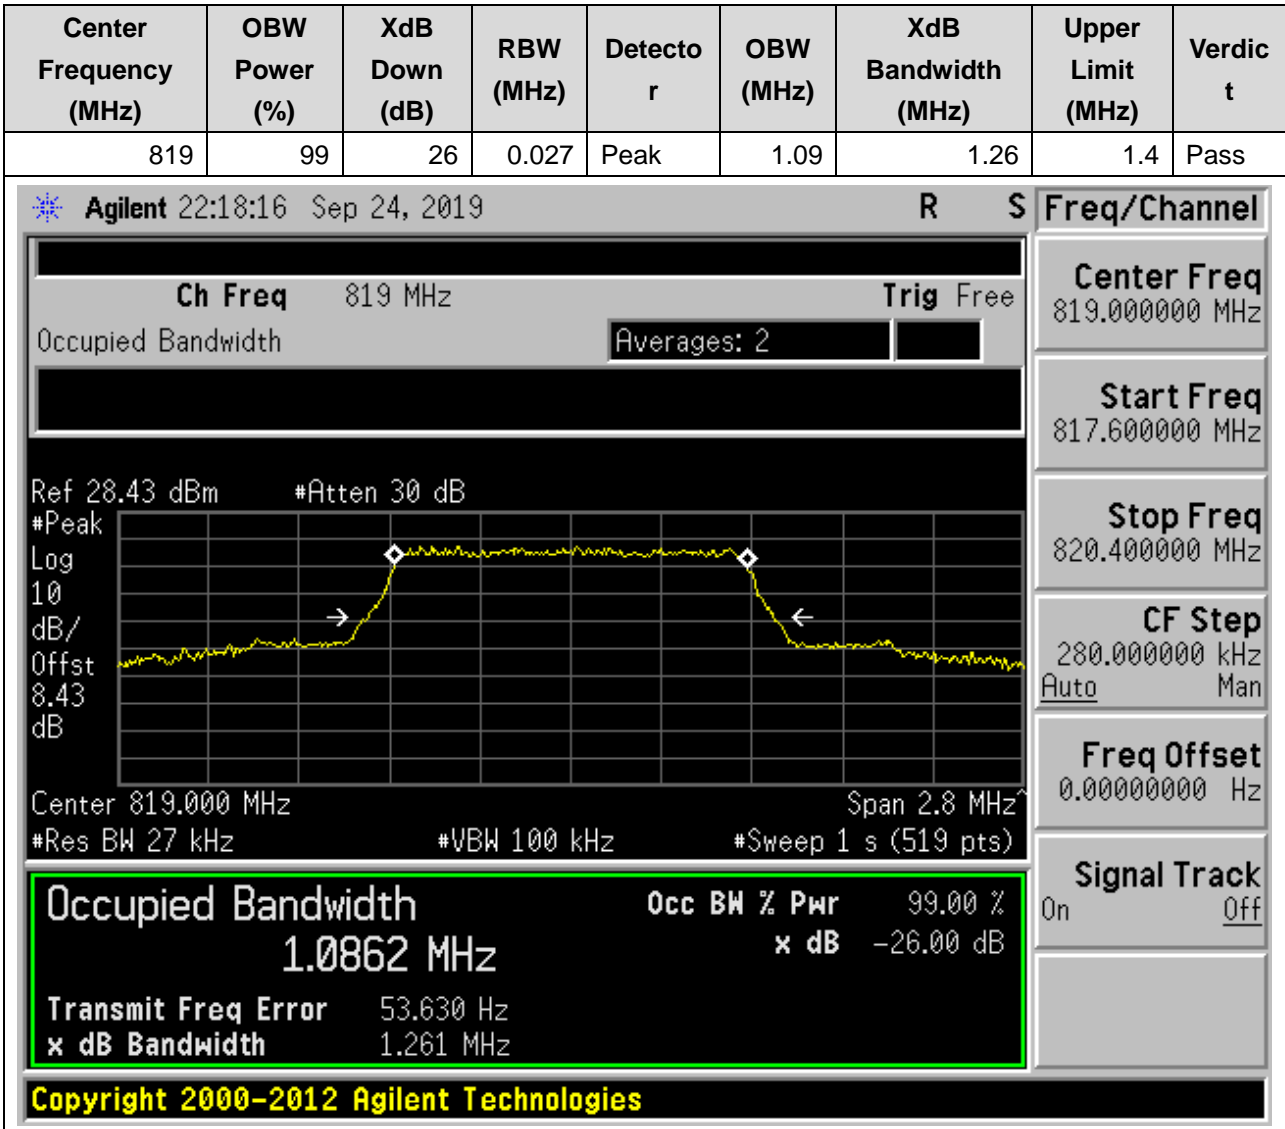 Center Frequency (MHz) OBW Power (%) XdB Down (dB) RBW (MHz) Detecto r OBW (MHz) XdB Bandwidth (MHz) Upper Limit (MHz) Verdic t
819 99 26 0.027 Peak 1.09 1.26 1.4 Pass
Agilent 22:18:16 Sep 24, 2019 R S Freq/Channel
Ch Freq 819 MHz Trig Free
Occupied Bandwidth Averages: 2
Center Freq
819.000000 MHz
Start Freq
817.600000 MHz
Stop Freq
820.400000 MHz
CF Step
280.000000 kHz
Auto Man
Freq Offset
0.00000000 Hz
Signal Track
On Off
Ref 28.43 dBm #Atten 30 dB
#Peak
Log
10
dB/
Offst
8.43
dB
Center 819.000 MHz Span 2.8 MHz^
#Res BW 27 kHz #VBW 100 kHz #Sweep 1 s (519 pts)
Occupied Bandwidth Occ BW % Pwr 99.00 %
1.0862 MHz x dB -26.00 dB
Transmit Freq Error 53.630 Hz
x dB Bandwidth 1.261 MHz
Copyright 2000-2012 Agilent Technologies